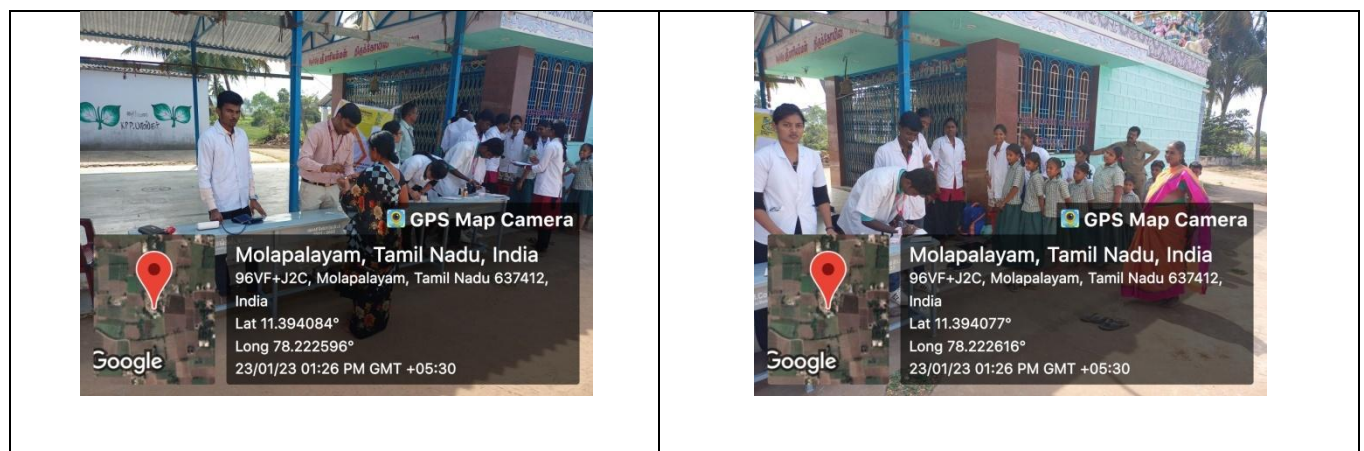 திருக்கோயில்
K.P.P.UDHDEF
GPS Map Camera
Molapalayam, Tamil Nadu, India
96VF+J2C, Molapalayam, Tamil Nadu 637412,
India
Lat 11.394084°
Long 78.222596°
23/01/23 01:26 PM GMT +05:30
Google
GPS Map Camera
Molapalayam, Tamil Nadu, India
96VF+J2C, Molapalayam, Tamil Nadu 637412,
India
Lat 11.394077°
Long 78.222616°
23/01/23 01:26 PM GMT +05:30
Google